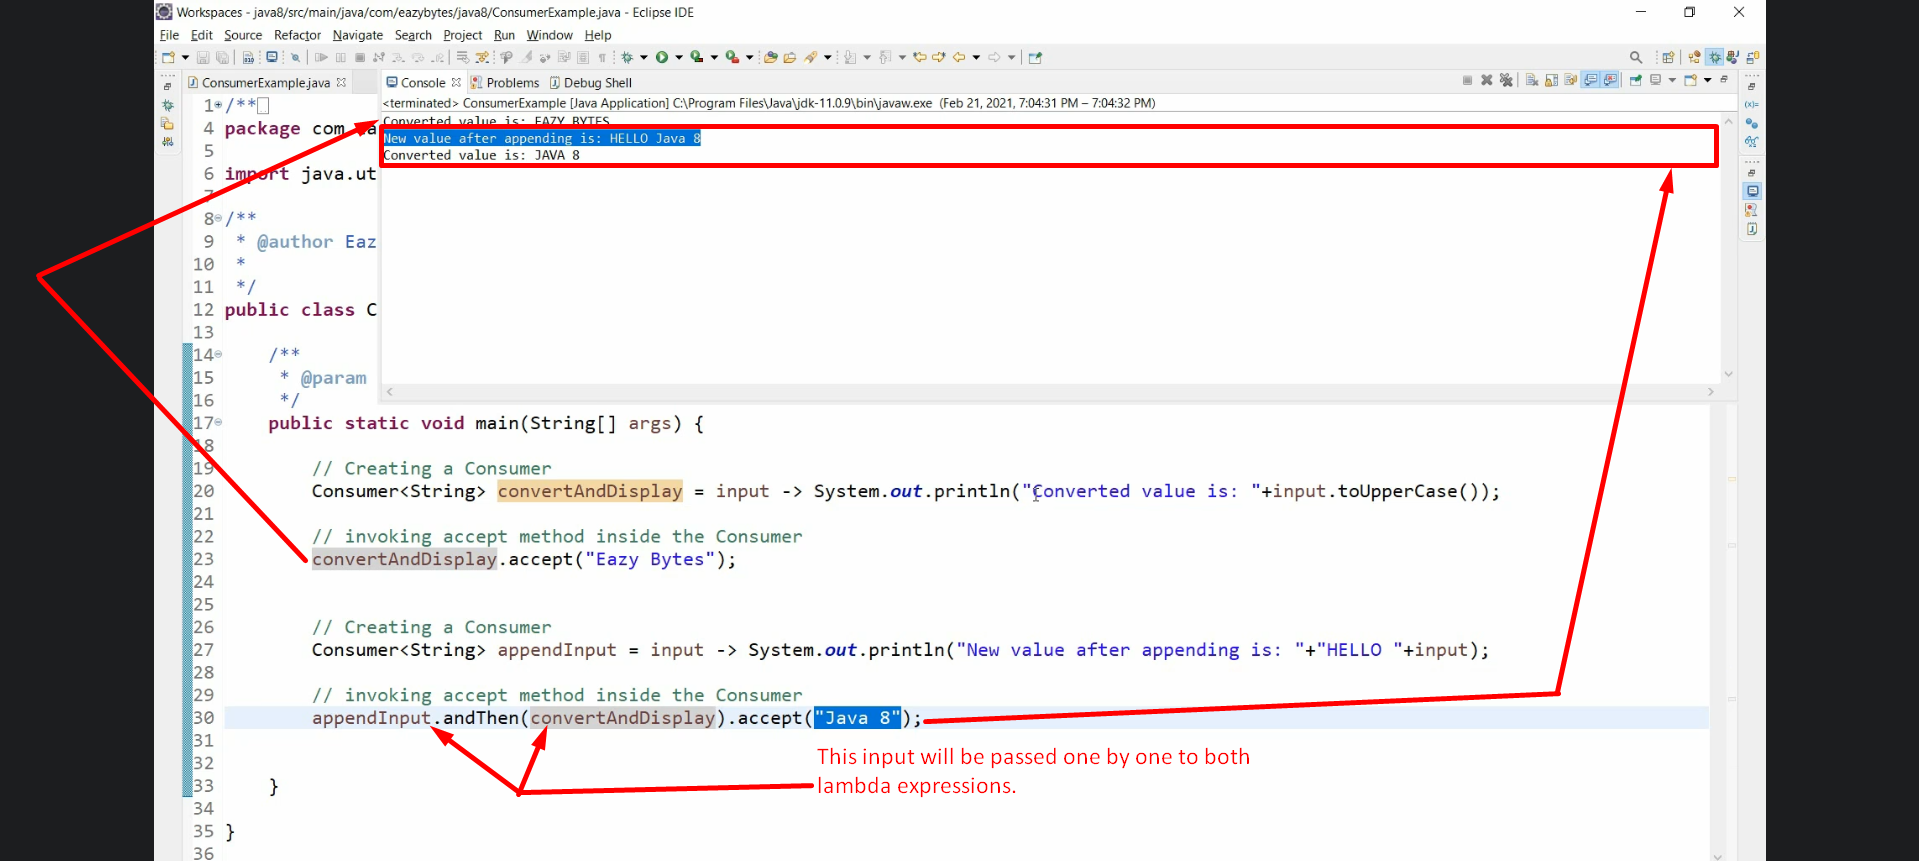 Workspaces - java8/src/main/java/com/eazybytes/java8/ConsumerExample.java - Eclipse IDE
File Edit Source Refactor Navigate Search Project Run Window Help
ConsumerExample.java
Console Problems Debug Shell
<terminated> ConsumerExample [Java Application] C:\Program Files\Java\jdk-11.0.9\bin\javaw.exe (Feb 21, 2021, 7:04:31 PM – 7:04:32 PM)
Converted value is: EAZY BYTES
New value after appending is: HELLO Java 8
Converted value is: JAVA 8
1 /**
4 package com
5
6 import java.ut
7
8 /**
9 * @author Eaz
10 *
11 */
12 public class C
13
14 /**
15 * @param
16 */
17 public static void main(String[] args) {
18
19 // Creating a Consumer
20 Consumer<String> convertAndDisplay = input -> System.out.println("Converted value is: "+input.toUpperCase());
21
22 // invoking accept method inside the Consumer
23 convertAndDisplay.accept("Eazy Bytes");
24
25
26 // Creating a Consumer
27 Consumer<String> appendInput = input -> System.out.println("New value after appending is: "+"HELLO "+input);
28
29 // invoking accept method inside the Consumer
30 appendInput.andThen(convertAndDisplay).accept("Java 8");
31
32
33 }
34
35 }
36
This input will be passed one by one to both
lambda expressions.